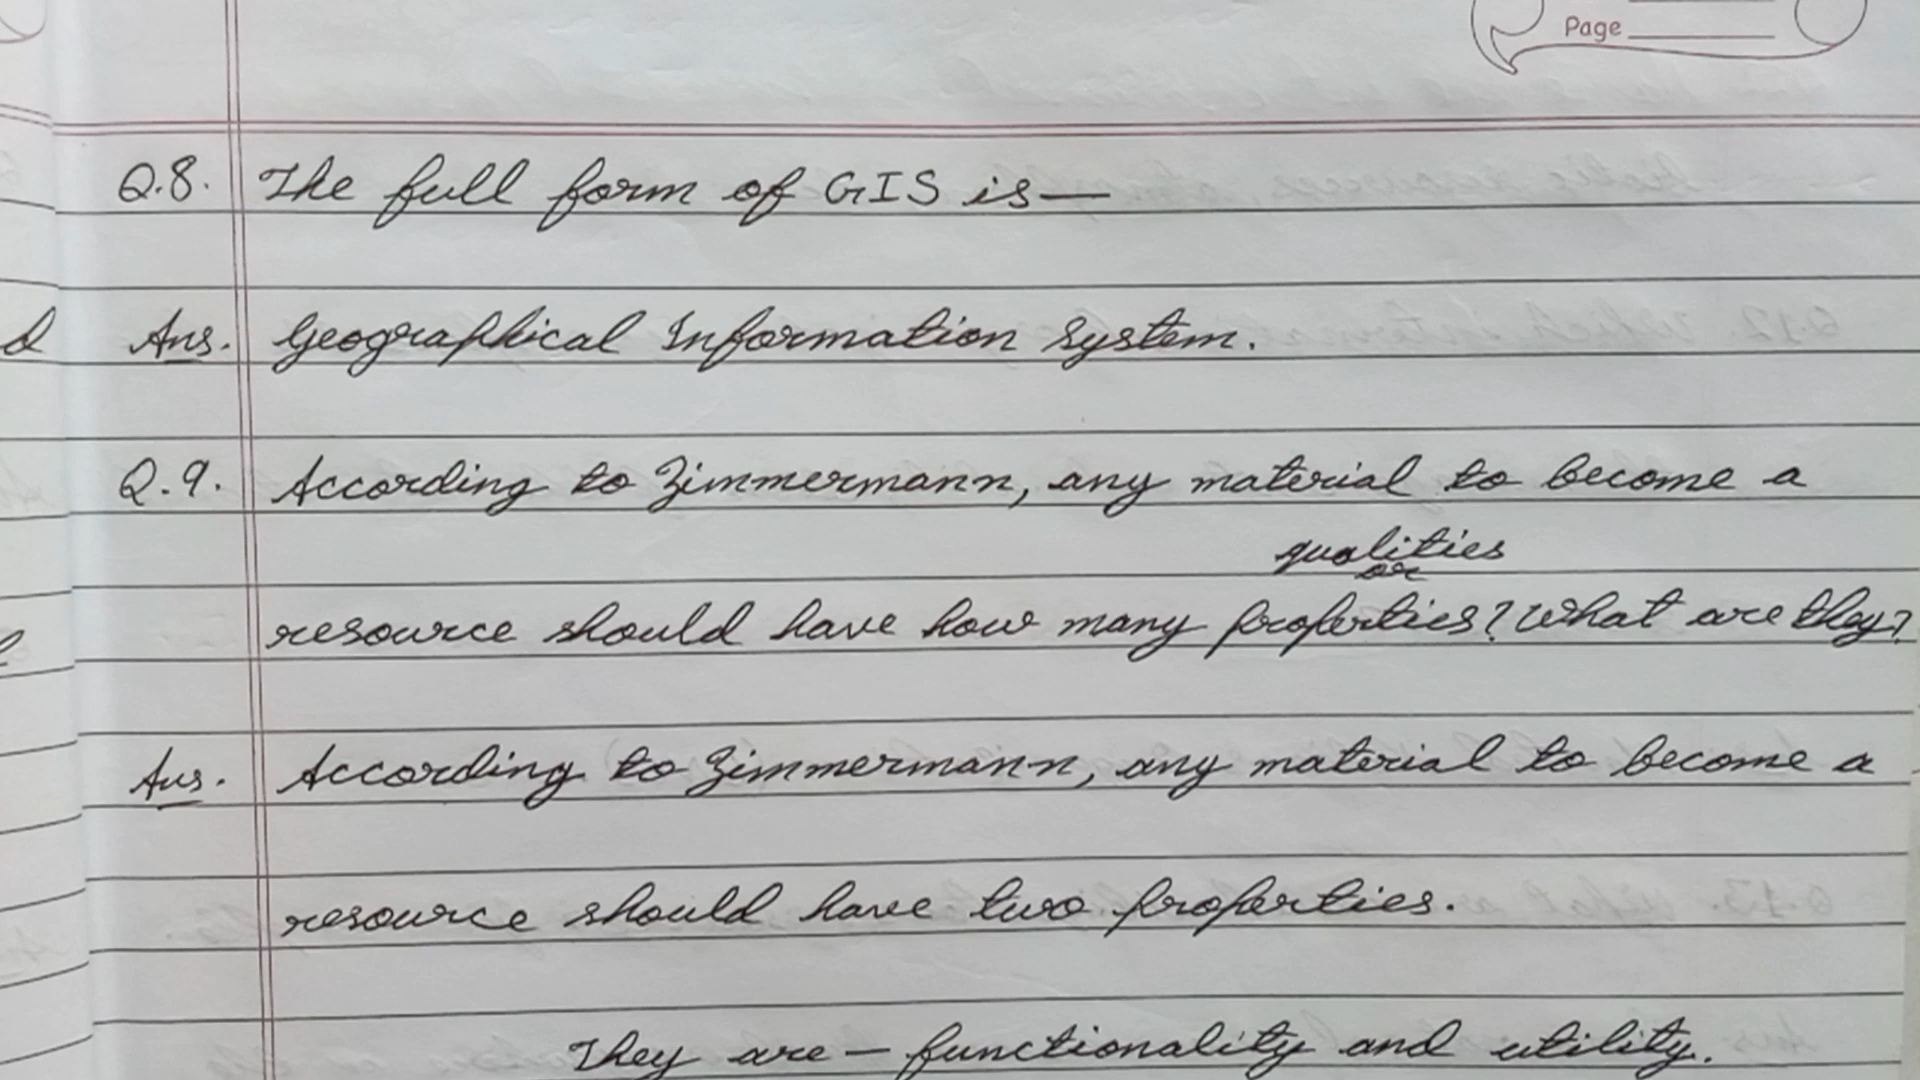 Page
Q.8. The full form of GIS is—
Ans. Geographical Information System.
Q.9. According to Zimmermann, any material to become a
qualities
or
resource should have how many properties? What are they?
Ans. According to Zimmermann, any material to become a
resource should have two properties.
They are – functionality and utility.